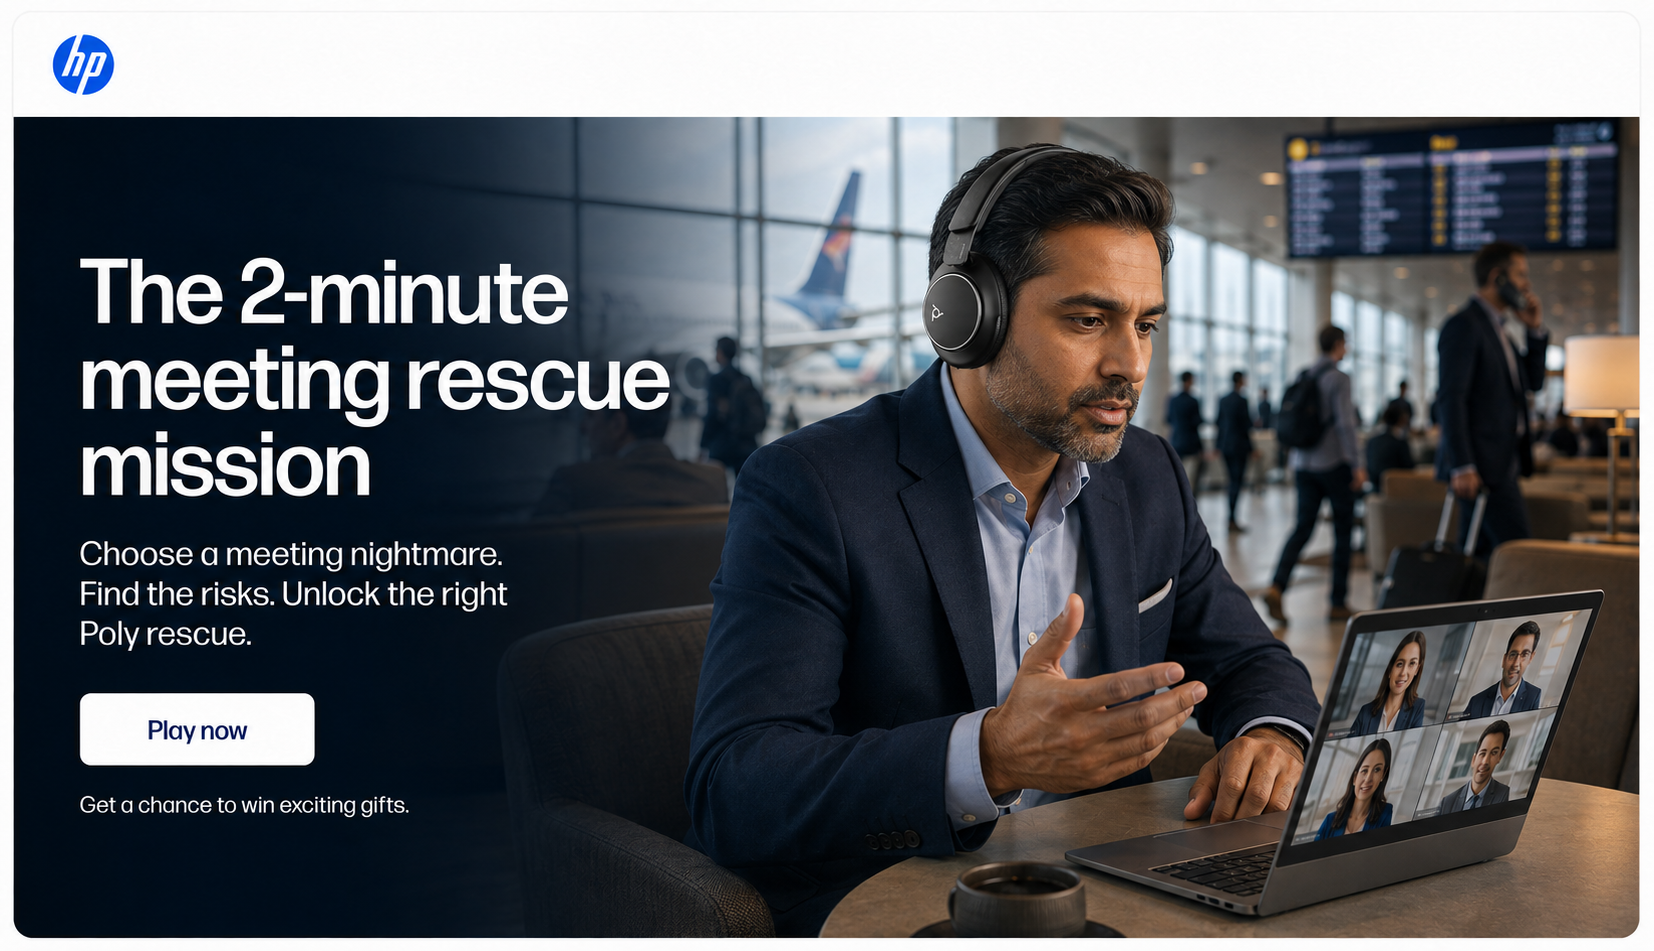 hp
The 2-minute
meeting rescue
mission
Choose a meeting nightmare.
Find the risks. Unlock the right
Poly rescue.
Play now
Get a chance to win exciting gifts.